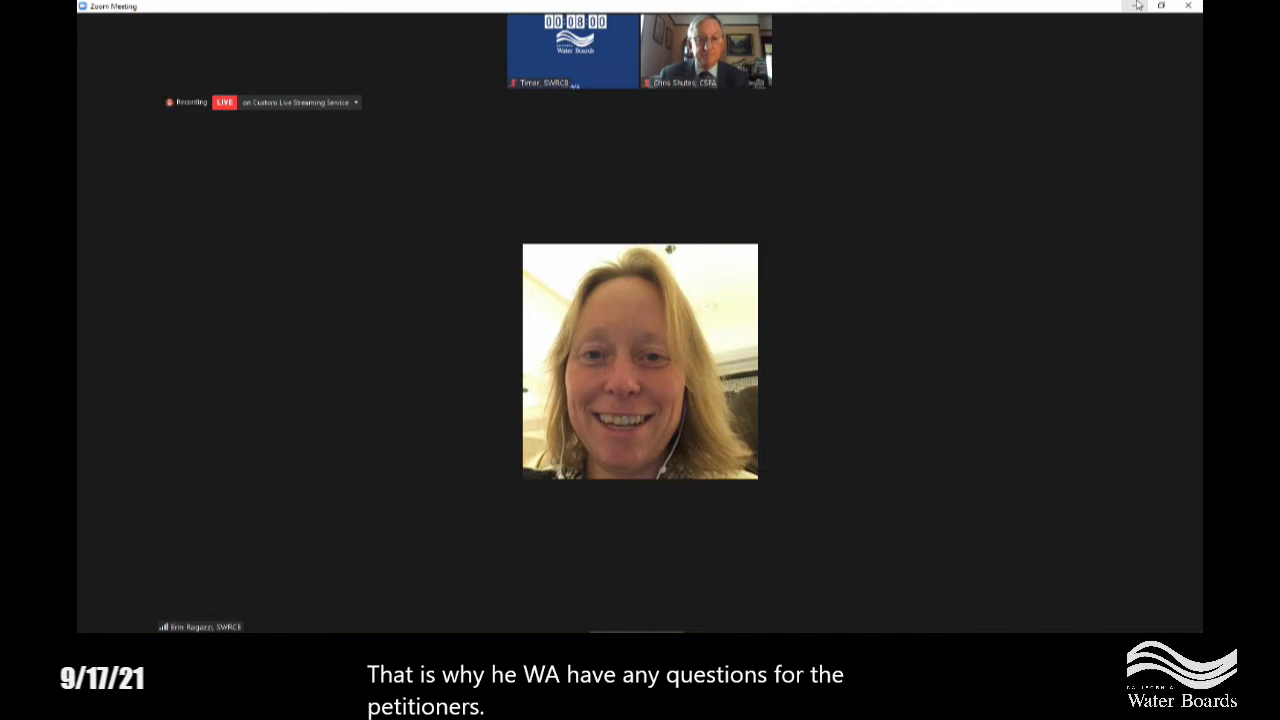 Zoom Meeting
00:08:00
Water Boards
Timer, SWRCB
Chris Shutes, CSPA
Recording
LIVE
on Custom Live Streaming Service
Erin Ragazzi, SWRCB
9/17/21
That is why he WA have any questions for the
petitioners.
CALIFORNIA
Water Boards